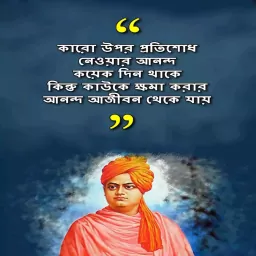 “
কারো উপর প্রতিশোধ
নেওয়ার আনন্দ
কয়েক দিন থাকে
কিন্তু কাউকে ক্ষমা করার
আনন্দ আজীবন থেকে যায়
”